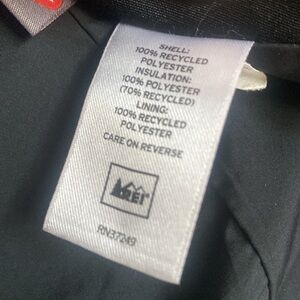 SHELL:
100% RECYCLED
POLYESTER
INSULATION:
100% POLYESTER
(70% RECYCLED)
LINING:
100% RECYCLED
POLYESTER
CARE ON REVERSE
REI
RN37249